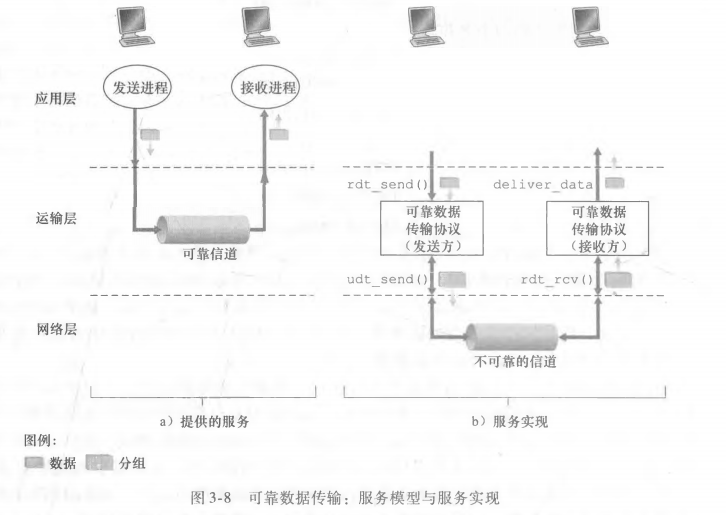 应用层
发送进程
接收进程
rdt_send()
deliver_data
运输层
可靠信道
可靠数据
传输协议
(发送方)
可靠数据
传输协议
(接收方)
udt_send()
rdt_rcv()
网络层
不可靠的信道
a）提供的服务
b）服务实现
图例：
数据
分组
图3-8 可靠数据传输：服务模型与服务实现